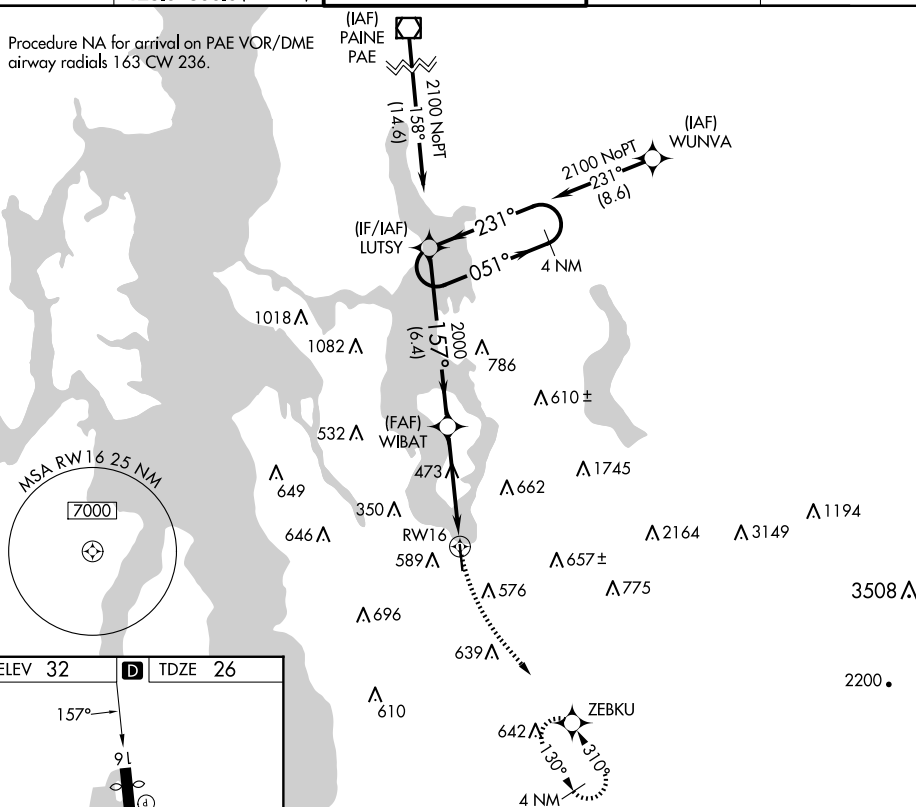 Procedure NA for arrival on PAE VOR/DME
airway radials 163 CW 236.
(IAF)
PAINE
PAE
2100 NoPT
158°
(14.6)
(IAF)
WUNVA
2100 NoPT
231°
(8.6)
(IF/IAF)
LUTSY
231°
051°
4 NM
2000
157°
(6.4)
1018
1082
786
610 ±
(FAF)
WIBAT
532
473
649
662
1745
350
646
RW16
589
657 ±
2164
3149
1194
576
775
3508
696
639
2200
610
MSA RW16 25 NM
7000
ZEBKU
642
130°
310°
4 NM
ELEV 32
D
TDZE 26
157°
16
P